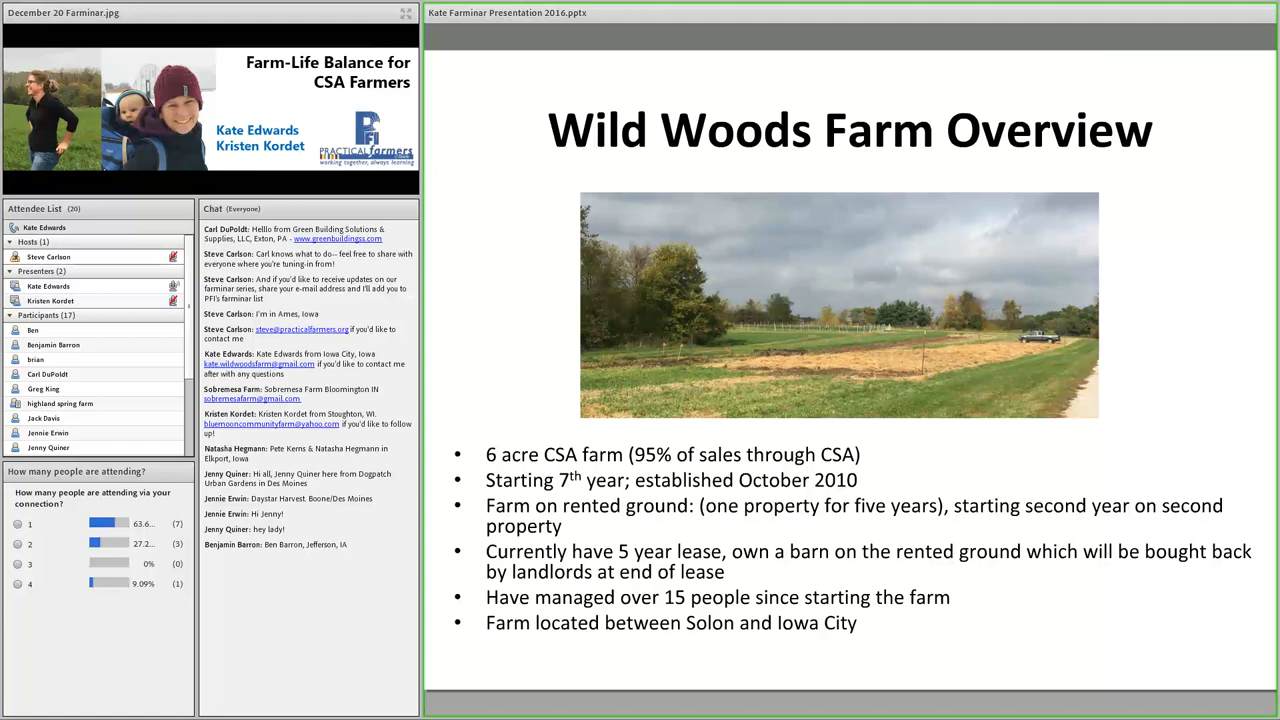 December 20 Farminar.jpg
Farm-Life Balance for
CSA Farmers
Kate Edwards
Kristen Kordet
PFI
PRACTICAL farmers
working together, always learning
Attendee List (20)
Kate Edwards
Hosts (1)
Steve Carlson
Presenters (2)
Kate Edwards
Kristen Kordet
Participants (17)
Ben
Benjamin Barron
brian
Carl DuPoldt
Greg King
highland spring farm
Jack Davis
Jennie Erwin
Jenny Quiner
How many people are attending?
How many people are attending via your
connection?
1 63.6... (7)
2 27.2... (3)
3 0% (0)
4 9.09% (1)
Chat (Everyone)
Carl DuPoldt: Helllo from Green Building Solutions &
Supplies, LLC, Exton, PA - www.greenbuildingss.com
Steve Carlson: Carl knows what to do-- feel free to share with
everyone where you're tuning-in from!
Steve Carlson: And if you'd like to receive updates on our
farminar series, share your e-mail address and I'll add you to
PFI's farminar list
Steve Carlson: I'm in Ames, Iowa
Steve Carlson: steve@practicalfarmers.org if you'd like to
contact me
Kate Edwards: Kate Edwards from Iowa City, Iowa
kate.wildwoodsfarm@gmail.com if you'd like to contact me
after with any questions
Sobremesa Farm: Sobremesa Farm Bloomington IN
sobremesafarm@gmail.com
Kristen Kordet: Kristen Kordet from Stoughton, WI.
bluemooncommunityfarm@yahoo.com if you'd like to follow
up!
Natasha Hegmann: Pete Kerns & Natasha Hegmann in
Elkport, Iowa
Jenny Quiner: Hi all, Jenny Quiner here from Dogpatch
Urban Gardens in Des Moines
Jennie Erwin: Daystar Harvest. Boone/Des Moines
Jennie Erwin: Hi Jenny!
Jenny Quiner: hey lady!
Benjamin Barron: Ben Barron, Jefferson, IA
Kate Farminar Presentation 2016.pptx
Wild Woods Farm Overview
• 6 acre CSA farm (95% of sales through CSA)
• Starting 7th year; established October 2010
• Farm on rented ground: (one property for five years), starting second year on second
property
• Currently have 5 year lease, own a barn on the rented ground which will be bought back
by landlords at end of lease
• Have managed over 15 people since starting the farm
• Farm located between Solon and Iowa City